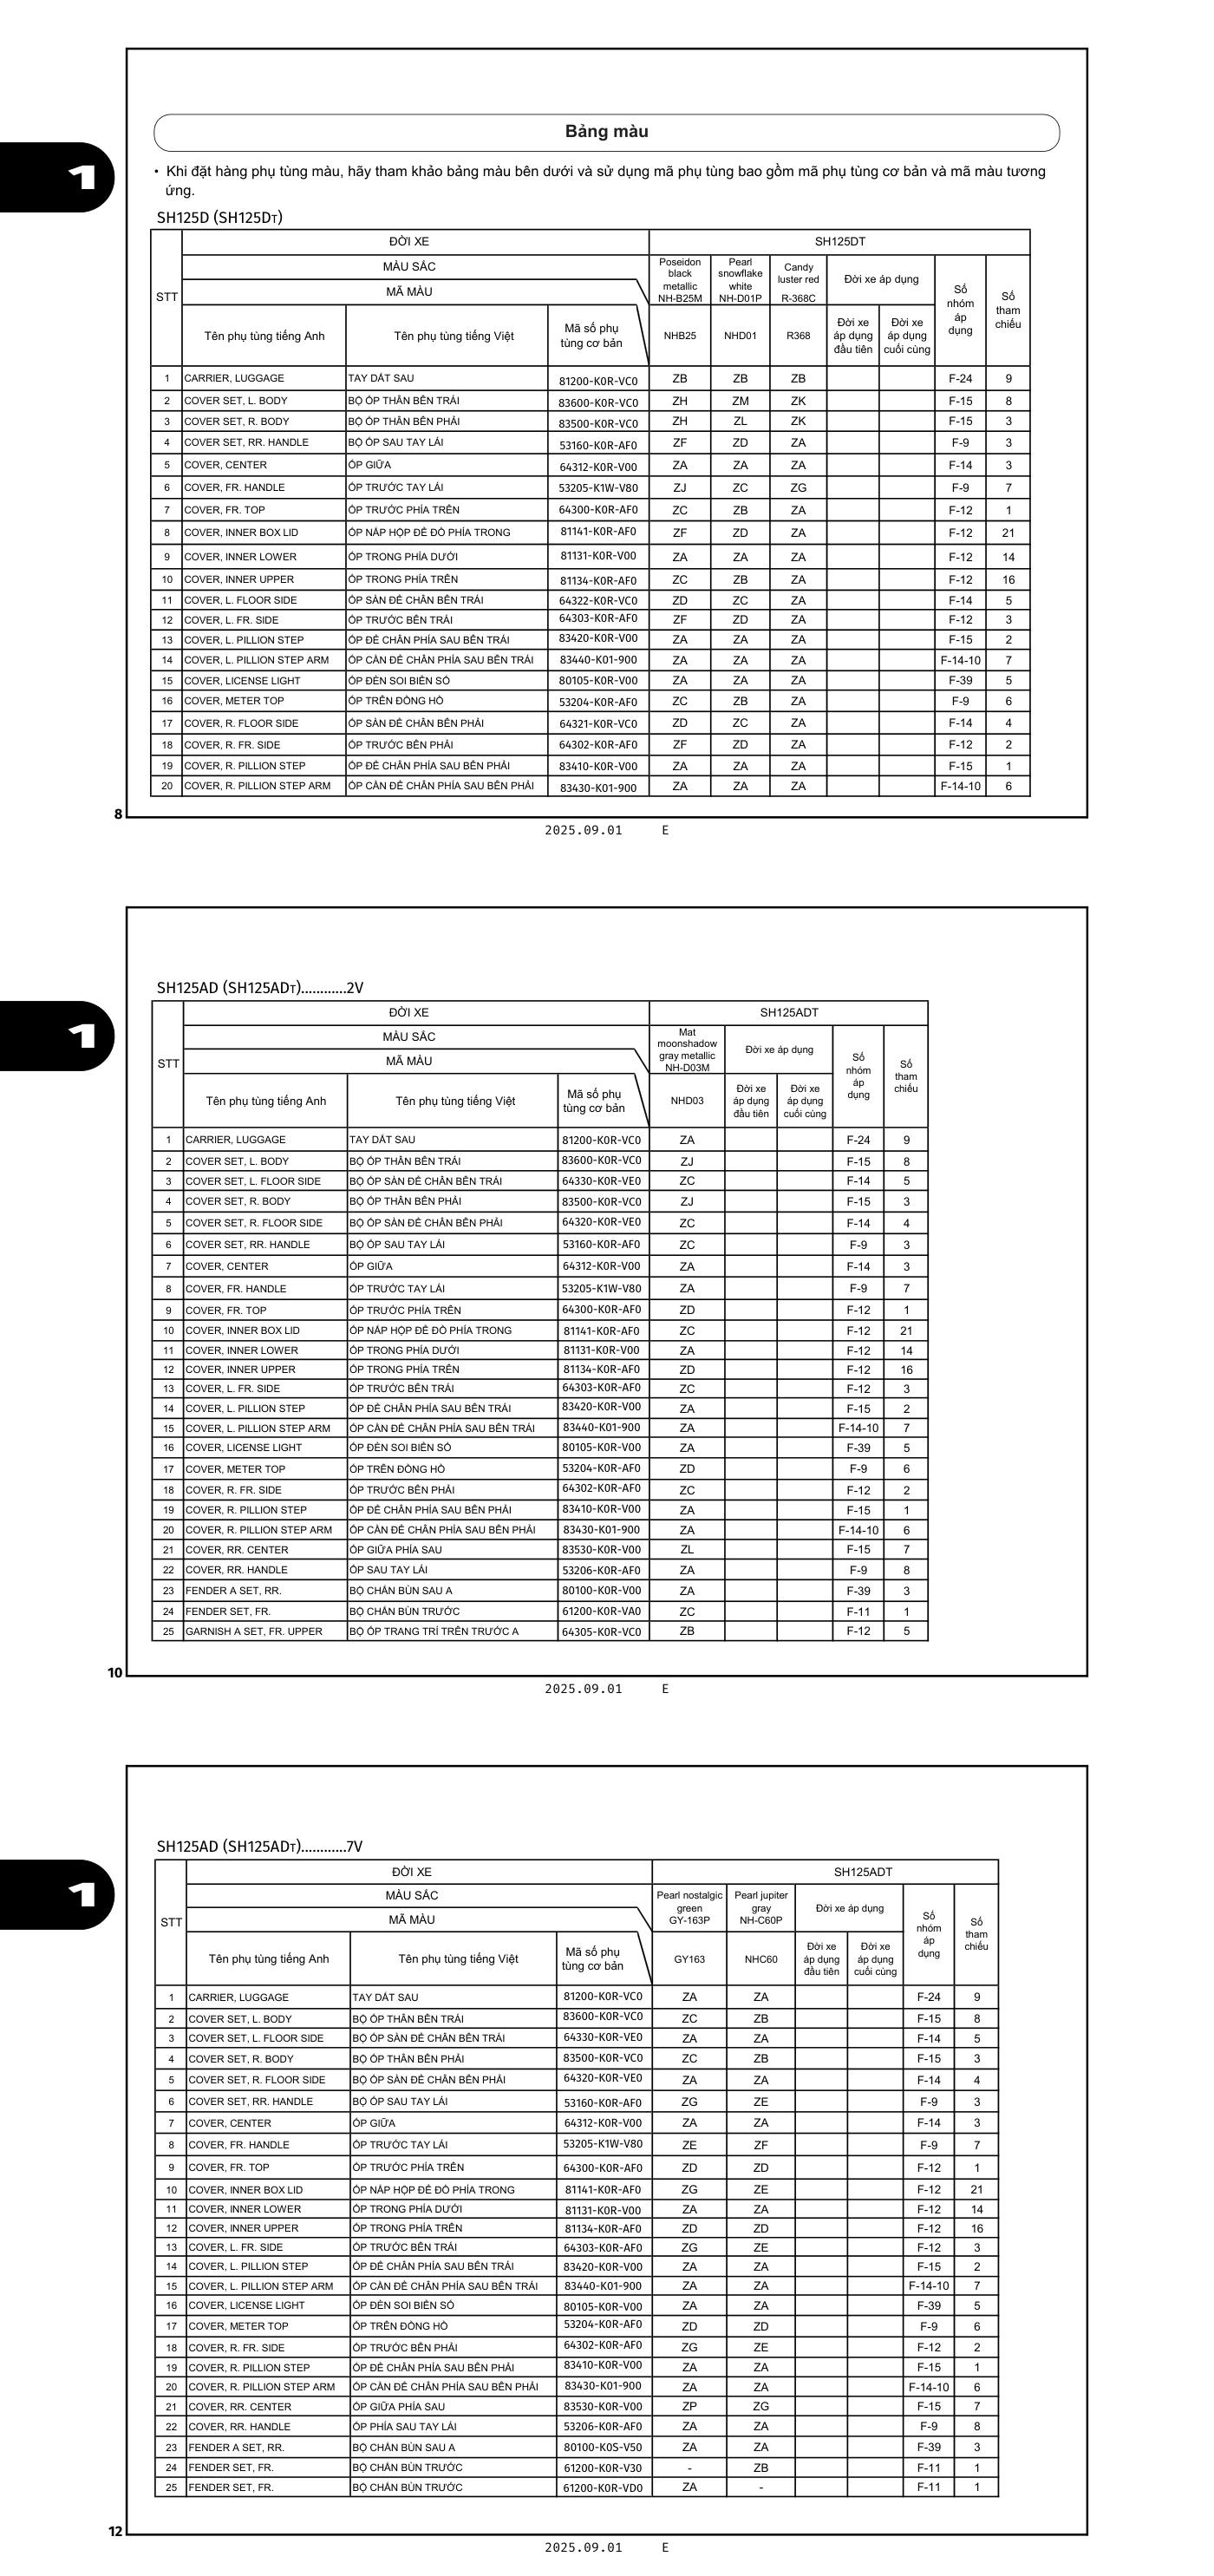 1
Bảng màu
• Khi đặt hàng phụ tùng màu, hãy tham khảo bảng màu bên dưới và sử dụng mã phụ tùng bao gồm mã phụ tùng cơ bản và mã màu tương
ứng.
SH125D (SH125DT)
STT ĐỜI XE SH125DT
MÀU SẮC Poseidon black metallic NH-B25M Pearl snowflake white NH-D01P Candy luster red R-368C Đời xe áp dụng Số nhóm áp dụng Số tham chiếu
MÃ MÀU
Tên phụ tùng tiếng Anh Tên phụ tùng tiếng Việt Mã số phụ tùng cơ bản NHB25 NHD01 R368 Đời xe áp dụng đầu tiên Đời xe áp dụng cuối cùng
1 CARRIER, LUGGAGE TAY DẮT SAU 81200-K0R-VC0 ZB ZB ZB F-24 9
2 COVER SET, L. BODY BỘ ỐP THÂN BÊN TRÁI 83600-K0R-VC0 ZH ZM ZK F-15 8
3 COVER SET, R. BODY BỘ ỐP THÂN BÊN PHẢI 83500-K0R-VC0 ZH ZL ZK F-15 3
4 COVER SET, RR. HANDLE BỘ ỐP SAU TAY LÁI 53160-K0R-AF0 ZF ZD ZA F-9 3
5 COVER, CENTER ỐP GIỮA 64312-K0R-V00 ZA ZA ZA F-14 3
6 COVER, FR. HANDLE ỐP TRƯỚC TAY LÁI 53205-K1W-V80 ZJ ZC ZG F-9 7
7 COVER, FR. TOP ỐP TRƯỚC PHÍA TRÊN 64300-K0R-AF0 ZC ZB ZA F-12 1
8 COVER, INNER BOX LID ỐP NẮP HỘP ĐỂ ĐỒ PHÍA TRONG 81141-K0R-AF0 ZF ZD ZA F-12 21
9 COVER, INNER LOWER ỐP TRONG PHÍA DƯỚI 81131-K0R-V00 ZA ZA ZA F-12 14
10 COVER, INNER UPPER ỐP TRONG PHÍA TRÊN 81134-K0R-AF0 ZC ZB ZA F-12 16
11 COVER, L. FLOOR SIDE ỐP SÀN ĐỂ CHÂN BÊN TRÁI 64322-K0R-VC0 ZD ZC ZA F-14 5
12 COVER, L. FR. SIDE ỐP TRƯỚC BÊN TRÁI 64303-K0R-AF0 ZF ZD ZA F-12 3
13 COVER, L. PILLION STEP ỐP ĐỂ CHÂN PHÍA SAU BÊN TRÁI 83420-K0R-V00 ZA ZA ZA F-15 2
14 COVER, L. PILLION STEP ARM ỐP CẦN ĐỂ CHÂN PHÍA SAU BÊN TRÁI 83440-K01-900 ZA ZA ZA F-14-10 7
15 COVER, LICENSE LIGHT ỐP ĐÈN SOI BIỂN SỐ 80105-K0R-V00 ZA ZA ZA F-39 5
16 COVER, METER TOP ỐP TRÊN ĐỒNG HỒ 53204-K0R-AF0 ZC ZB ZA F-9 6
17 COVER, R. FLOOR SIDE ỐP SÀN ĐỂ CHÂN BÊN PHẢI 64321-K0R-VC0 ZD ZC ZA F-14 4
18 COVER, R. FR. SIDE ỐP TRƯỚC BÊN PHẢI 64302-K0R-AF0 ZF ZD ZA F-12 2
19 COVER, R. PILLION STEP ỐP ĐỂ CHÂN PHÍA SAU BÊN PHẢI 83410-K0R-V00 ZA ZA ZA F-15 1
20 COVER, R. PILLION STEP ARM ỐP CẦN ĐỂ CHÂN PHÍA SAU BÊN PHẢI 83430-K01-900 ZA ZA ZA F-14-10 6
8
2025.09.01 E
1
SH125AD (SH125ADT)............2V
STT ĐỜI XE SH125ADT
MÀU SẮC Mat moonshadow gray metallic NH-D03M Đời xe áp dụng Số nhóm áp dụng Số tham chiếu
MÃ MÀU
Tên phụ tùng tiếng Anh Tên phụ tùng tiếng Việt Mã số phụ tùng cơ bản NHD03 Đời xe áp dụng đầu tiên Đời xe áp dụng cuối cùng
1 CARRIER, LUGGAGE TAY DẮT SAU 81200-K0R-VC0 ZA F-24 9
2 COVER SET, L. BODY BỘ ỐP THÂN BÊN TRÁI 83600-K0R-VC0 ZJ F-15 8
3 COVER SET, L. FLOOR SIDE BỘ ỐP SÀN ĐỂ CHÂN BÊN TRÁI 64330-K0R-VE0 ZC F-14 5
4 COVER SET, R. BODY BỘ ỐP THÂN BÊN PHẢI 83500-K0R-VC0 ZJ F-15 3
5 COVER SET, R. FLOOR SIDE BỘ ỐP SÀN ĐỂ CHÂN BÊN PHẢI 64320-K0R-VE0 ZC F-14 4
6 COVER SET, RR. HANDLE BỘ ỐP SAU TAY LÁI 53160-K0R-AF0 ZC F-9 3
7 COVER, CENTER ỐP GIỮA 64312-K0R-V00 ZA F-14 3
8 COVER, FR. HANDLE ỐP TRƯỚC TAY LÁI 53205-K1W-V80 ZA F-9 7
9 COVER, FR. TOP ỐP TRƯỚC PHÍA TRÊN 64300-K0R-AF0 ZD F-12 1
10 COVER, INNER BOX LID ỐP NẮP HỘP ĐỂ ĐỒ PHÍA TRONG 81141-K0R-AF0 ZC F-12 21
11 COVER, INNER LOWER ỐP TRONG PHÍA DƯỚI 81131-K0R-V00 ZA F-12 14
12 COVER, INNER UPPER ỐP TRONG PHÍA TRÊN 81134-K0R-AF0 ZD F-12 16
13 COVER, L. FR. SIDE ỐP TRƯỚC BÊN TRÁI 64303-K0R-AF0 ZC F-12 3
14 COVER, L. PILLION STEP ỐP ĐỂ CHÂN PHÍA SAU BÊN TRÁI 83420-K0R-V00 ZA F-15 2
15 COVER, L. PILLION STEP ARM ỐP CẦN ĐỂ CHÂN PHÍA SAU BÊN TRÁI 83440-K01-900 ZA F-14-10 7
16 COVER, LICENSE LIGHT ỐP ĐÈN SOI BIỂN SỐ 80105-K0R-V00 ZA F-39 5
17 COVER, METER TOP ỐP TRÊN ĐỒNG HỒ 53204-K0R-AF0 ZD F-9 6
18 COVER, R. FR. SIDE ỐP TRƯỚC BÊN PHẢI 64302-K0R-AF0 ZC F-12 2
19 COVER, R. PILLION STEP ỐP ĐỂ CHÂN PHÍA SAU BÊN PHẢI 83410-K0R-V00 ZA F-15 1
20 COVER, R. PILLION STEP ARM ỐP CẦN ĐỂ CHÂN PHÍA SAU BÊN PHẢI 83430-K01-900 ZA F-14-10 6
21 COVER, RR. CENTER ỐP GIỮA PHÍA SAU 83530-K0R-V00 ZL F-15 7
22 COVER, RR. HANDLE ỐP SAU TAY LÁI 53206-K0R-AF0 ZA F-9 8
23 FENDER A SET, RR. BỘ CHẮN BÙN SAU A 80100-K0R-V00 ZA F-39 3
24 FENDER SET, FR. BỘ CHẮN BÙN TRƯỚC 61200-K0R-VA0 ZC F-11 1
25 GARNISH A SET, FR. UPPER BỘ ỐP TRANG TRÍ TRÊN TRƯỚC A 64305-K0R-VC0 ZB F-12 5
10
2025.09.01 E
1
SH125AD (SH125ADT)............7V
STT ĐỜI XE SH125ADT
MÀU SẮC Pearl nostalgic green GY-163P Pearl jupiter gray NH-C60P Đời xe áp dụng Số nhóm áp dụng Số tham chiếu
MÃ MÀU
Tên phụ tùng tiếng Anh Tên phụ tùng tiếng Việt Mã số phụ tùng cơ bản GY163 NHC60 Đời xe áp dụng đầu tiên Đời xe áp dụng cuối cùng
1 CARRIER, LUGGAGE TAY DẮT SAU 81200-K0R-VC0 ZA ZA F-24 9
2 COVER SET, L. BODY BỘ ỐP THÂN BÊN TRÁI 83600-K0R-VC0 ZC ZB F-15 8
3 COVER SET, L. FLOOR SIDE BỘ ỐP SÀN ĐỂ CHÂN BÊN TRÁI 64330-K0R-VE0 ZA ZA F-14 5
4 COVER SET, R. BODY BỘ ỐP THÂN BÊN PHẢI 83500-K0R-VC0 ZC ZB F-15 3
5 COVER SET, R. FLOOR SIDE BỘ ỐP SÀN ĐỂ CHÂN BÊN PHẢI 64320-K0R-VE0 ZA ZA F-14 4
6 COVER SET, RR. HANDLE BỘ ỐP SAU TAY LÁI 53160-K0R-AF0 ZG ZE F-9 3
7 COVER, CENTER ỐP GIỮA 64312-K0R-V00 ZA ZA F-14 3
8 COVER, FR. HANDLE ỐP TRƯỚC TAY LÁI 53205-K1W-V80 ZE ZF F-9 7
9 COVER, FR. TOP ỐP TRƯỚC PHÍA TRÊN 64300-K0R-AF0 ZD ZD F-12 1
10 COVER, INNER BOX LID ỐP NẮP HỘP ĐỂ ĐỒ PHÍA TRONG 81141-K0R-AF0 ZG ZE F-12 21
11 COVER, INNER LOWER ỐP TRONG PHÍA DƯỚI 81131-K0R-V00 ZA ZA F-12 14
12 COVER, INNER UPPER ỐP TRONG PHÍA TRÊN 81134-K0R-AF0 ZD ZD F-12 16
13 COVER, L. FR. SIDE ỐP TRƯỚC BÊN TRÁI 64303-K0R-AF0 ZG ZE F-12 3
14 COVER, L. PILLION STEP ỐP ĐỂ CHÂN PHÍA SAU BÊN TRÁI 83420-K0R-V00 ZA ZA F-15 2
15 COVER, L. PILLION STEP ARM ỐP CẦN ĐỂ CHÂN PHÍA SAU BÊN TRÁI 83440-K01-900 ZA ZA F-14-10 7
16 COVER, LICENSE LIGHT ỐP ĐÈN SOI BIỂN SỐ 80105-K0R-V00 ZA ZA F-39 5
17 COVER, METER TOP ỐP TRÊN ĐỒNG HỒ 53204-K0R-AF0 ZD ZD F-9 6
18 COVER, R. FR. SIDE ỐP TRƯỚC BÊN PHẢI 64302-K0R-AF0 ZG ZE F-12 2
19 COVER, R. PILLION STEP ỐP ĐỂ CHÂN PHÍA SAU BÊN PHẢI 83410-K0R-V00 ZA ZA F-15 1
20 COVER, R. PILLION STEP ARM ỐP CẦN ĐỂ CHÂN PHÍA SAU BÊN PHẢI 83430-K01-900 ZA ZA F-14-10 6
21 COVER, RR. CENTER ỐP GIỮA PHÍA SAU 83530-K0R-V00 ZP ZG F-15 7
22 COVER, RR. HANDLE ỐP PHÍA SAU TAY LÁI 53206-K0R-AF0 ZA ZA F-9 8
23 FENDER A SET, RR. BỘ CHẮN BÙN SAU A 80100-K0S-V50 ZA ZA F-39 3
24 FENDER SET, FR. BỘ CHẮN BÙN TRƯỚC 61200-K0R-V30 - ZB F-11 1
25 FENDER SET, FR. BỘ CHẮN BÙN TRƯỚC 61200-K0R-VD0 ZA - F-11 1
12
2025.09.01 E